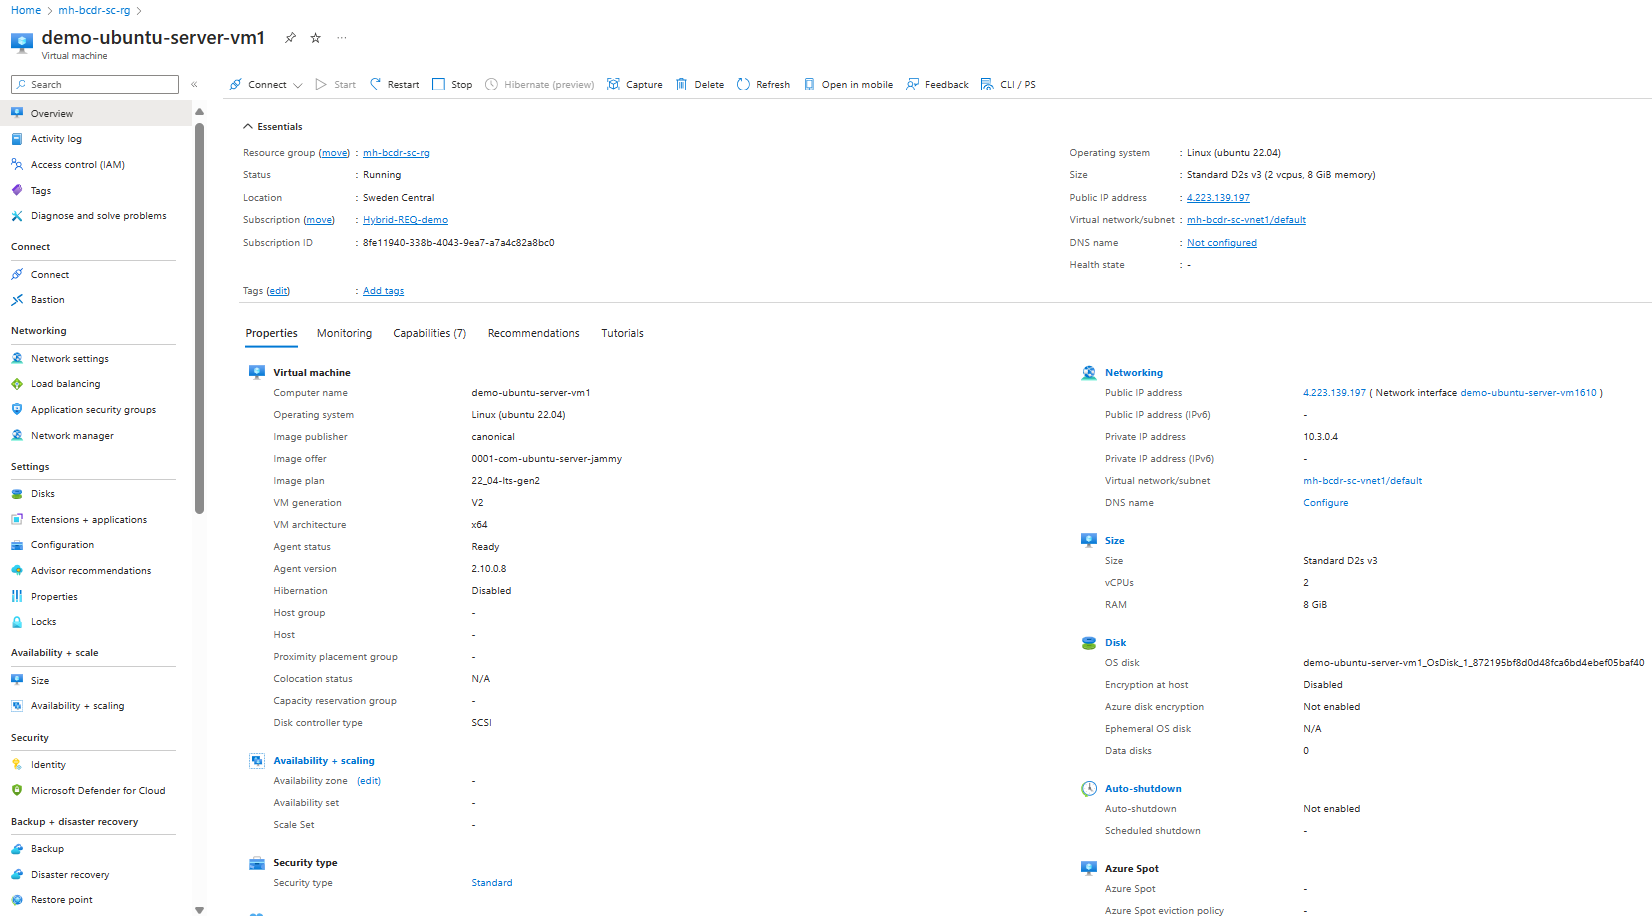 Home > mh-bcdr-sc-rg >
demo-ubuntu-server-vm1
Virtual machine
Search
«
Connect
Start
Restart
Stop
Hibernate (preview)
Capture
Delete
Refresh
Open in mobile
Feedback
CLI / PS
Overview
Activity log
Access control (IAM)
Tags
Diagnose and solve problems
Connect
Connect
Bastion
Networking
Network settings
Load balancing
Application security groups
Network manager
Settings
Disks
Extensions + applications
Configuration
Advisor recommendations
Properties
Locks
Availability + scale
Size
Availability + scaling
Security
Identity
Microsoft Defender for Cloud
Backup + disaster recovery
Backup
Disaster recovery
Restore point
Essentials
Resource group (move) : mh-bcdr-sc-rg
Status : Running
Location : Sweden Central
Subscription (move) : Hybrid-REQ-demo
Subscription ID : 8fe11940-338b-4043-9ea7-a7a4c82a8bc0
Operating system : Linux (ubuntu 22.04)
Size : Standard D2s v3 (2 vcpus, 8 GiB memory)
Public IP address : 4.223.139.197
Virtual network/subnet : mh-bcdr-sc-vnet1/default
DNS name : Not configured
Health state : -
Tags (edit) : Add tags
Properties
Monitoring
Capabilities (7)
Recommendations
Tutorials
Virtual machine
Computer name demo-ubuntu-server-vm1
Operating system Linux (ubuntu 22.04)
Image publisher canonical
Image offer 0001-com-ubuntu-server-jammy
Image plan 22_04-lts-gen2
VM generation V2
VM architecture x64
Agent status Ready
Agent version 2.10.0.8
Hibernation Disabled
Host group -
Host -
Proximity placement group -
Colocation status N/A
Capacity reservation group -
Disk controller type SCSI
Availability + scaling
Availability zone (edit) -
Availability set -
Scale Set -
Security type
Security type Standard
Networking
Public IP address 4.223.139.197 ( Network interface demo-ubuntu-server-vm1610 )
Public IP address (IPv6) -
Private IP address 10.3.0.4
Private IP address (IPv6) -
Virtual network/subnet mh-bcdr-sc-vnet1/default
DNS name Configure
Size
Size Standard D2s v3
vCPUs 2
RAM 8 GiB
Disk
OS disk demo-ubuntu-server-vm1_OsDisk_1_872195bf8d0d48fca6bd4ebef05baf40
Encryption at host Disabled
Azure disk encryption Not enabled
Ephemeral OS disk N/A
Data disks 0
Auto-shutdown
Auto-shutdown Not enabled
Scheduled shutdown -
Azure Spot
Azure Spot -
Azure Spot eviction policy -